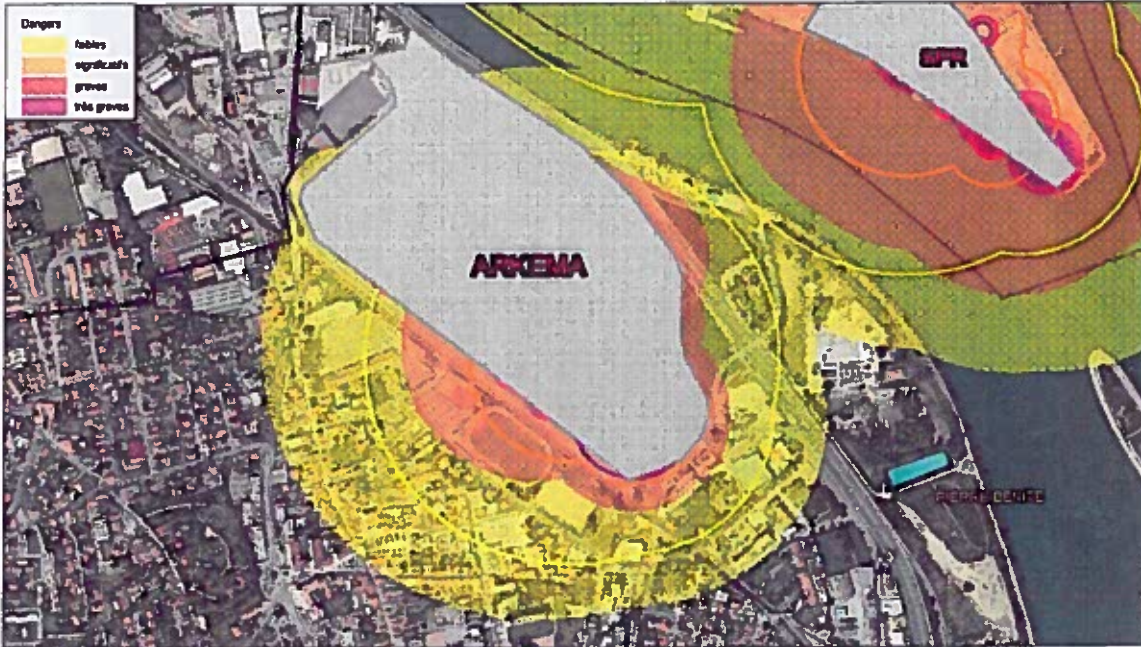 Dangers
faibles
significatifs
graves
très graves
SPR
ARKEMA
PIERRE BENITE